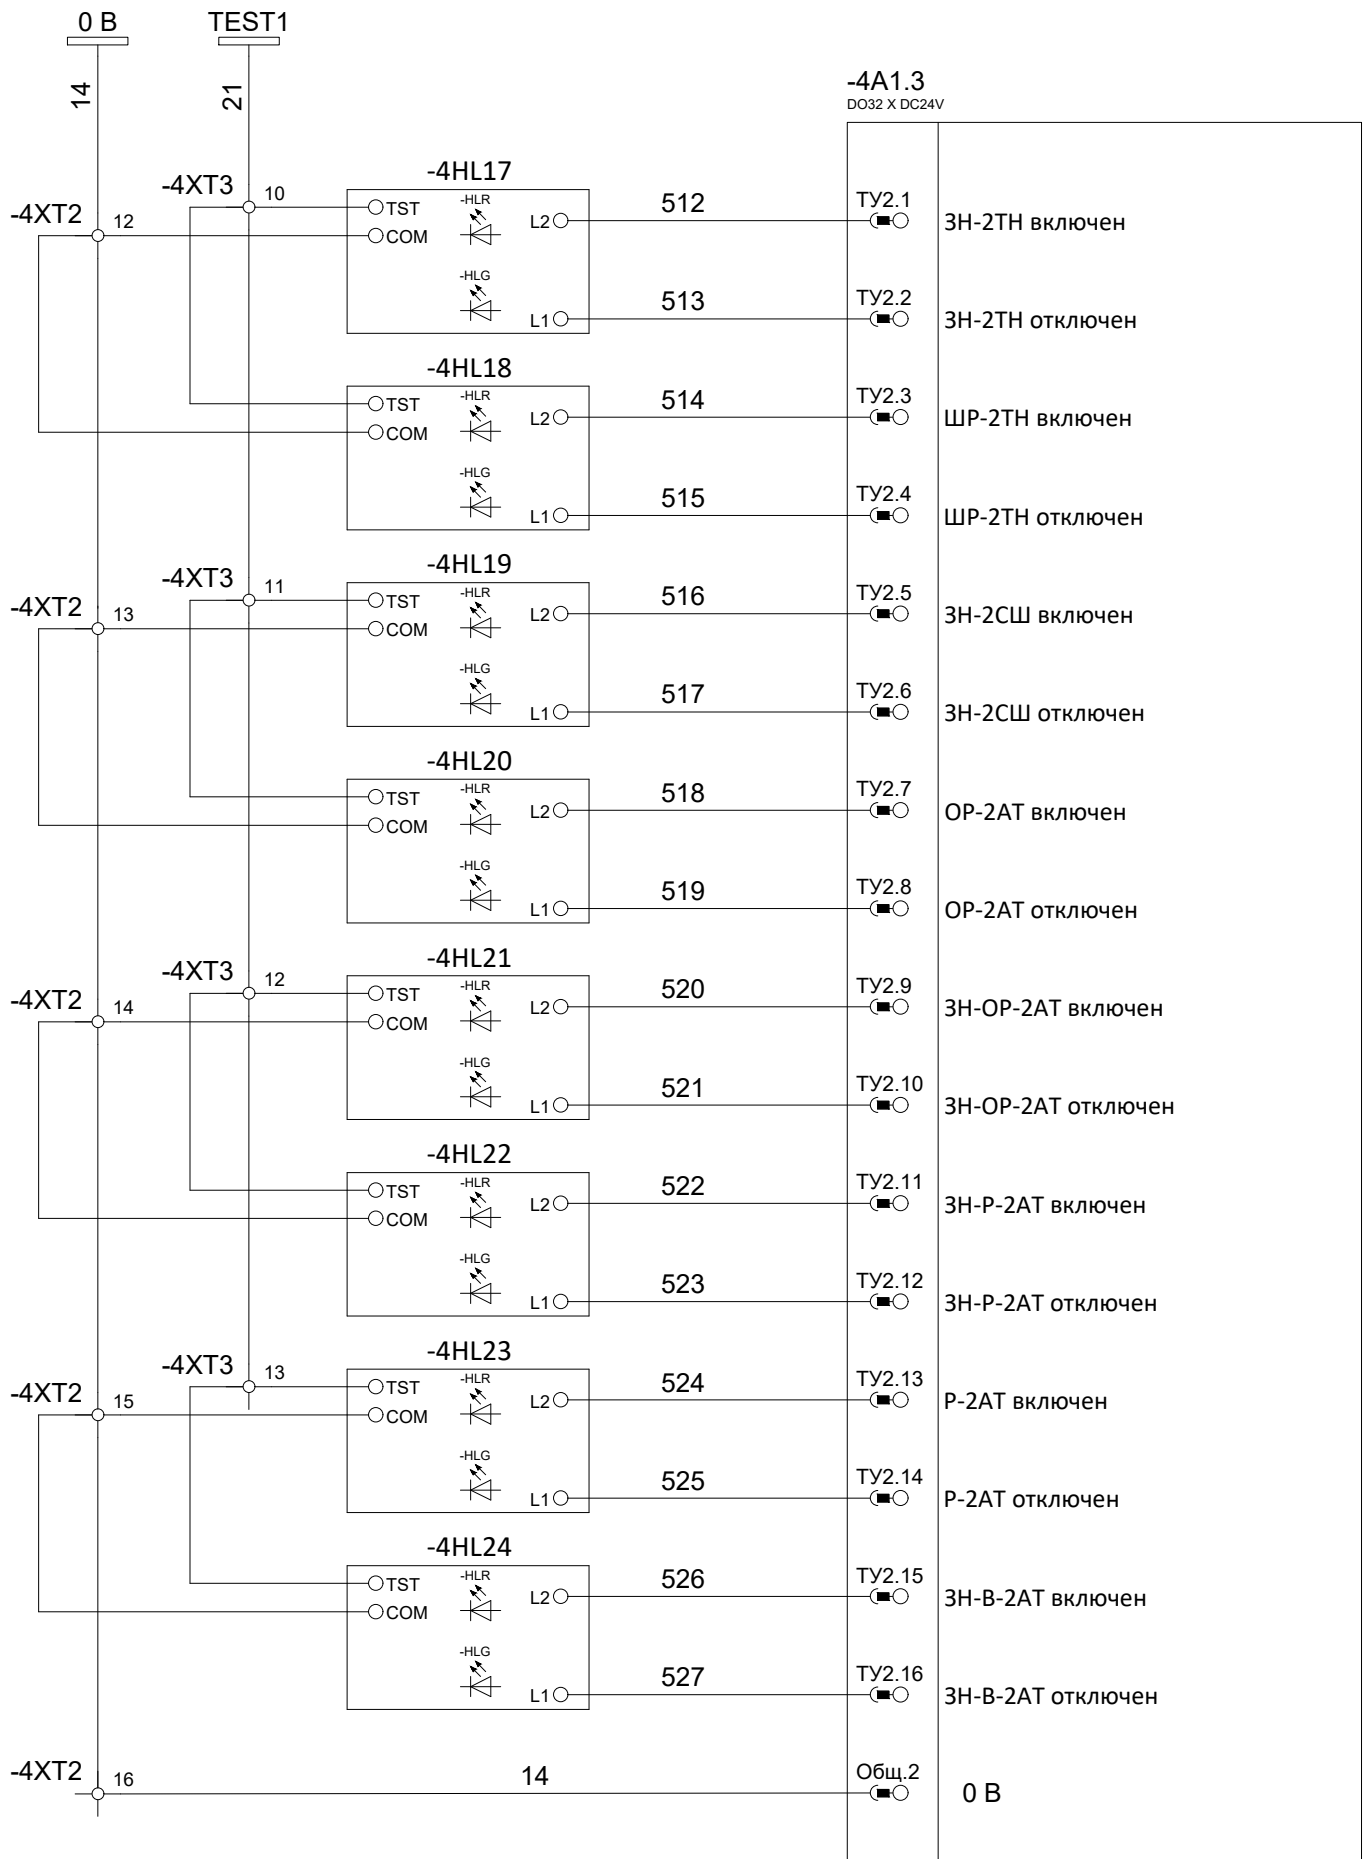 0 В
TEST1
14
21
-4A1.3
DO32 X DC24V
-4HL17
-4XT3
10
-4XT2
12
TST
COM
-HLR
L2
512
ТУ2.1
ЗН-2ТН включен
-HLG
L1
513
ТУ2.2
ЗН-2ТН отключен
-4HL18
TST
COM
-HLR
L2
514
ТУ2.3
ШР-2ТН включен
-HLG
L1
515
ТУ2.4
ШР-2ТН отключен
-4HL19
-4XT3
11
-4XT2
13
TST
COM
-HLR
L2
516
ТУ2.5
ЗН-2СШ включен
-HLG
L1
517
ТУ2.6
ЗН-2СШ отключен
-4HL20
TST
COM
-HLR
L2
518
ТУ2.7
ОР-2АТ включен
-HLG
L1
519
ТУ2.8
ОР-2АТ отключен
-4HL21
-4XT3
12
-4XT2
14
TST
COM
-HLR
L2
520
ТУ2.9
ЗН-ОР-2АТ включен
-HLG
L1
521
ТУ2.10
ЗН-ОР-2АТ отключен
-4HL22
TST
COM
-HLR
L2
522
ТУ2.11
ЗН-Р-2АТ включен
-HLG
L1
523
ТУ2.12
ЗН-Р-2АТ отключен
-4HL23
-4XT3
13
-4XT2
15
TST
COM
-HLR
L2
524
ТУ2.13
Р-2АТ включен
-HLG
L1
525
ТУ2.14
Р-2АТ отключен
-4HL24
TST
COM
-HLR
L2
526
ТУ2.15
ЗН-В-2АТ включен
-HLG
L1
527
ТУ2.16
ЗН-В-2АТ отключен
-4XT2
16
14
Общ.2
0 В